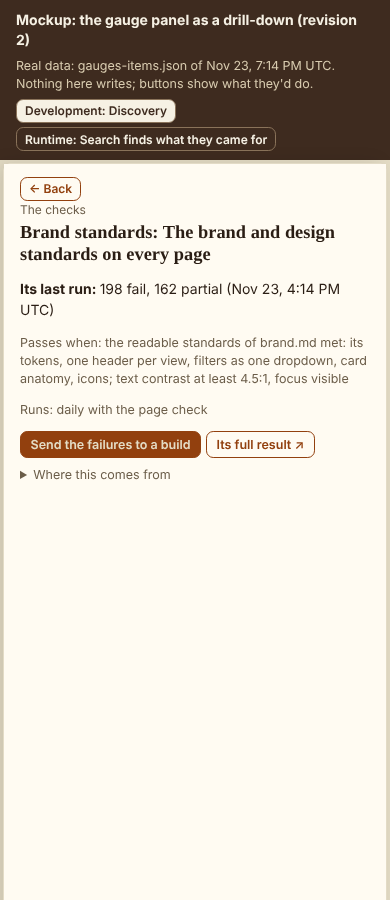 Mockup: the gauge panel as a drill-down (revision
2)
Real data: gauges-items.json of Nov 23, 7:14 PM UTC.
Nothing here writes; buttons show what they'd do.
Development: Discovery
Runtime: Search finds what they came for
← Back
The checks
Brand standards: The brand and design
standards on every page
Its last run: 198 fail, 162 partial (Nov 23, 4:14 PM
UTC)
Passes when: the readable standards of brand.md met: its
tokens, one header per view, filters as one dropdown, card
anatomy, icons; text contrast at least 4.5:1, focus visible
Runs: daily with the page check
Send the failures to a build
Its full result ↗
▶ Where this comes from